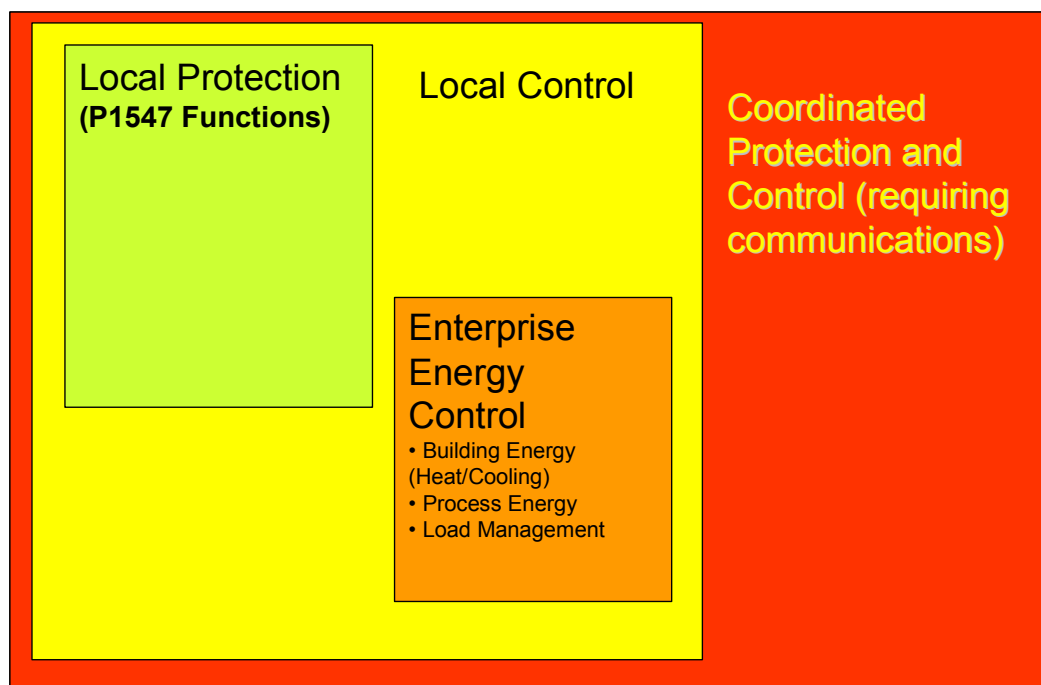 Local Protection
(P1547 Functions)
Local Control
Coordinated
Protection and
Control (requiring
communications)
Enterprise
Energy
Control
• Building Energy
(Heat/Cooling)
• Process Energy
• Load Management